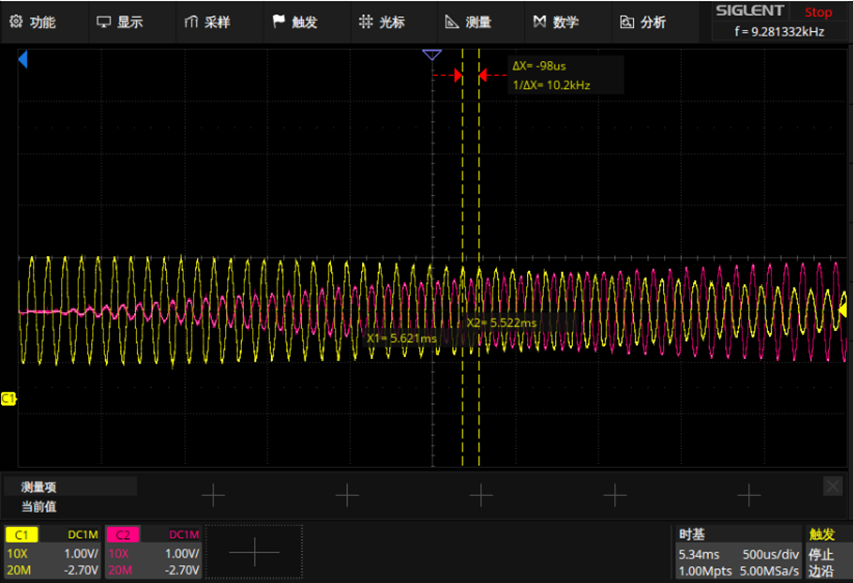 功能 显示 采样 触发 光标 测量 数学 分析 SIGLENT Stop
f = 9.281332kHz
ΔX= -98us
1/ΔX= 10.2kHz
X2= 5.522ms
X1= 5.621ms
C1
测量项
当前值
C1 DC1M C2 DC1M 时基 触发
10X 1.00V/ 10X 1.00V/ 5.34ms 500us/div 停止
20M -2.70V 20M -2.70V 1.00Mpts 5.00MSa/s 边沿